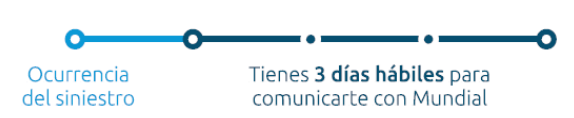 Ocurrencia
del siniestro
Tienes 3 días hábiles para
comunicarte con Mundial